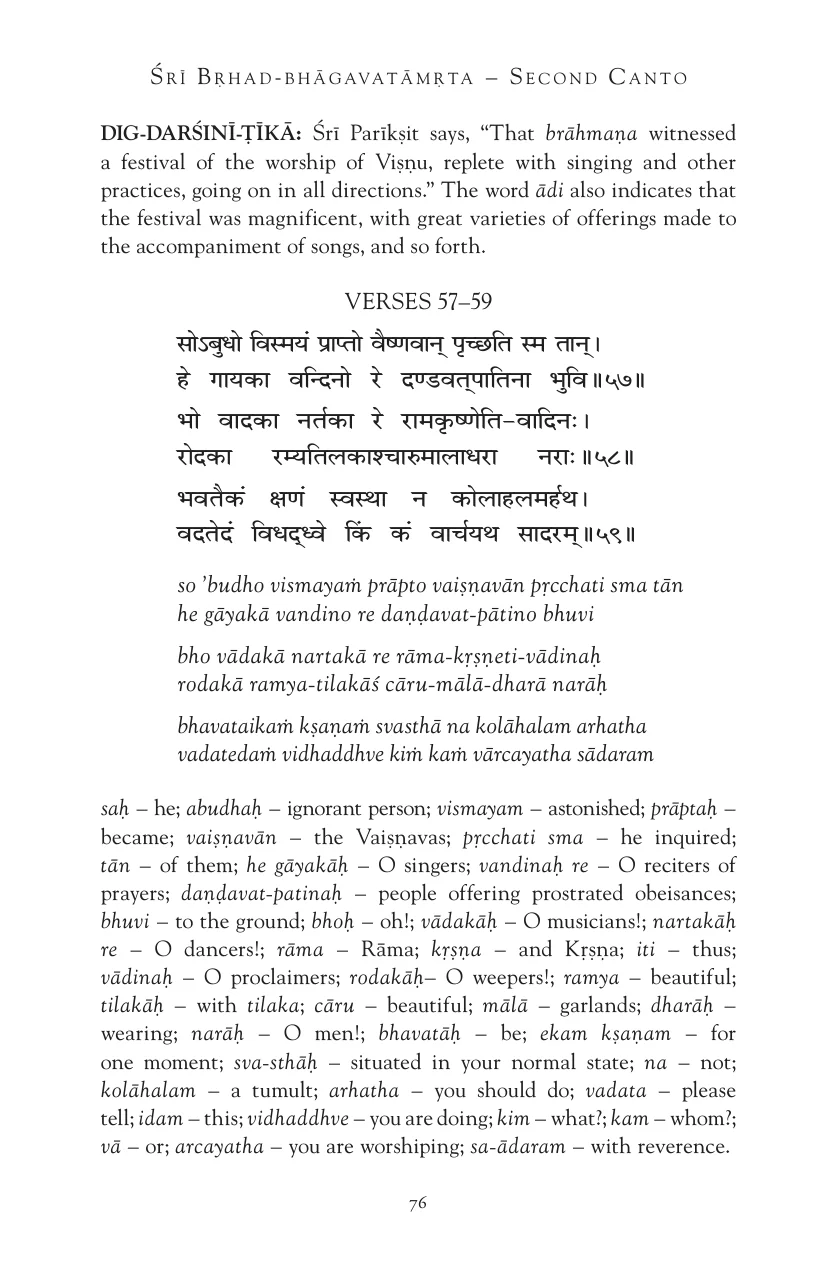 ŚRĪ BṚHAD-BHĀGAVATĀMṚTA – SECOND CANTO
DIG-DARŚINĪ-ṬĪKĀ: Śrī Parīkṣit says, “That brāhmaṇa witnessed
a festival of the worship of Viṣṇu, replete with singing and other
practices, going on in all directions.” The word ādi also indicates that
the festival was magnificent, with great varieties of offerings made to
the accompaniment of songs, and so forth.
VERSES 57–59
सोऽबुधो विस्मयं प्राप्तो वैष्णवान् पृच्छति स्म तान्।
हे गायका वन्दिनो रे दण्डवत्पातिना भुवि॥५७॥
भो वादका नर्तका रे रामकृष्णेति-वादिनः।
रोदका रम्यतिलकाश्चारुमालाधरा नराः॥५८॥
भवतैकं क्षणं स्वस्था न कोलाहलमर्हथ।
वदतेदं विधद्ध्वे किं कं वार्चयथ सादरम्॥५९॥
so ’budho vismayaṁ prāpto vaiṣṇavān pṛcchati sma tān
he gāyakā vandino re daṇḍavat-pātino bhuvi
bho vādakā nartakā re rāma-kṛṣṇeti-vādinaḥ
rodakā ramya-tilakāś cāru-mālā-dharā narāḥ
bhavataikaṁ kṣaṇaṁ svasthā na kolāhalam arhatha
vadatedaṁ vidhaddhve kiṁ kaṁ vārcayatha sādaram
saḥ – he; abudhaḥ – ignorant person; vismayam – astonished; prāptaḥ –
became; vaiṣṇavān – the Vaiṣṇavas; pṛcchati sma – he inquired;
tān – of them; he gāyakāḥ – O singers; vandinaḥ re – O reciters of
prayers; daṇḍavat-patinaḥ – people offering prostrated obeisances;
bhuvi – to the ground; bhoḥ – oh!; vādakāḥ – O musicians!; nartakāḥ
re – O dancers!; rāma – Rāma; kṛṣṇa – and Kṛṣṇa; iti – thus;
vādinaḥ – O proclaimers; rodakāḥ– O weepers!; ramya – beautiful;
tilakāḥ – with tilaka; cāru – beautiful; mālā – garlands; dharāḥ –
wearing; narāḥ – O men!; bhavatāḥ – be; ekam kṣaṇam – for
one moment; sva-sthāḥ – situated in your normal state; na – not;
kolāhalam – a tumult; arhatha – you should do; vadata – please
tell; idam – this; vidhaddhve – you are doing; kim – what?; kam – whom?;
vā – or; arcayatha – you are worshiping; sa-ādaram – with reverence.
76